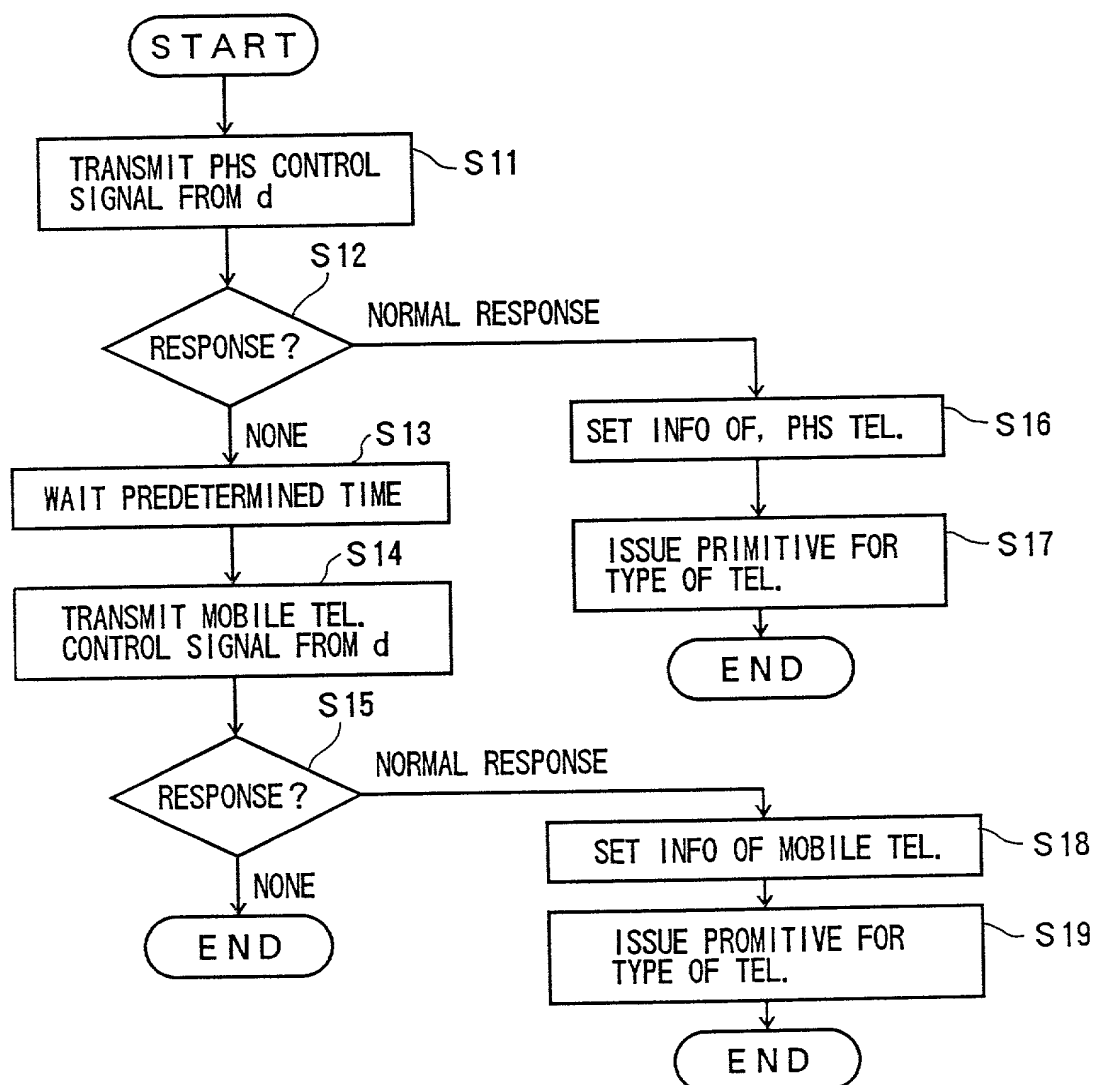 START
TRANSMIT PHS CONTROL
SIGNAL FROM d
S11
S12
RESPONSE?
NORMAL RESPONSE
NONE
S13
WAIT PREDETERMINED TIME
S14
TRANSMIT MOBILE TEL.
CONTROL SIGNAL FROM d
S15
RESPONSE?
NORMAL RESPONSE
NONE
END
SET INFO OF, PHS TEL.
S16
ISSUE PRIMITIVE FOR
TYPE OF TEL.
S17
END
SET INFO OF MOBILE TEL.
S18
ISSUE PROMITIVE FOR
TYPE OF TEL.
S19
END